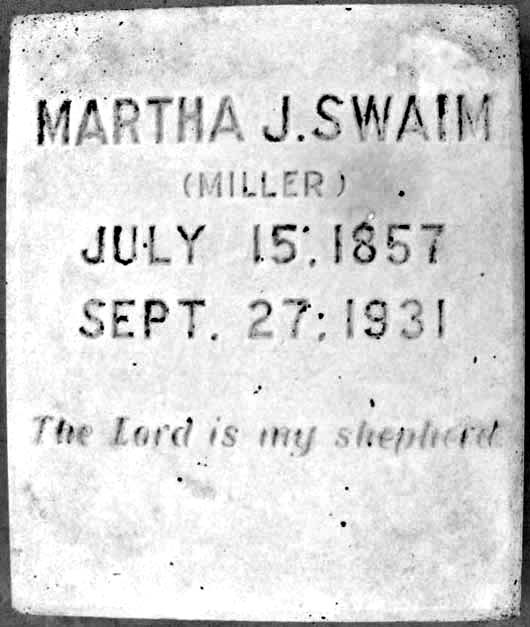 MARTHA J. SWAIM
(MILLER)
JULY 15, 1857
SEPT. 27, 1931
The Lord is my shepherd